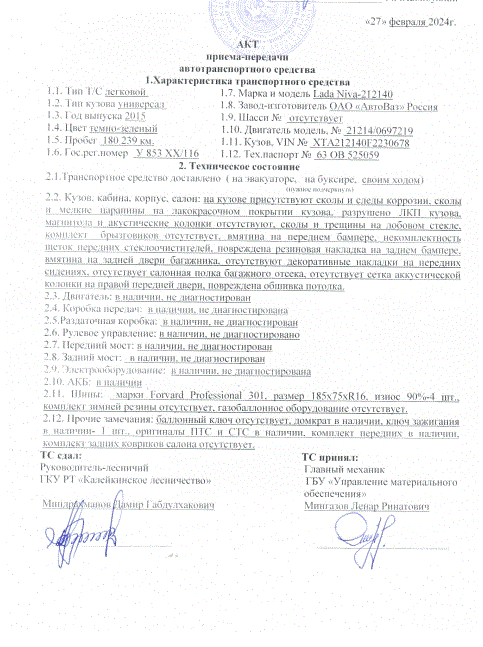 «27» февраля 2024г.
АКТ
приема-передачи
автотранспортного средства
1.Характеристика транспортного средства
1.1. Тип Т/С легковой
1.2. Тип кузова универсал
1.3. Год выпуска 2015
1.4. Цвет темно-зеленый
1.5. Пробег 180 239 км.
1.6. Гос.рег.номер У 853 ХХ/116
1.7. Марка и модель Lada Niva-212140
1.8. Завод-изготовитель ОАО «АвтоВаз» Россия
1.9. Шасси № отсутствует
1.10. Двигатель модель, № 21214/0697219
1.11. Кузов, VIN № XTA212140F2230678
1.12. Тех.паспорт № 63 ОВ 525059
2. Техническое состояние
2.1.Транспортное средство доставлено ( на эвакуаторе, на буксире, своим ходом)
(нужное подчеркнуть)
2.2. Кузов, кабина, корпус, салон: на кузове присутствуют сколы и следы коррозии, сколы
и мелкие царапины на лакокрасочном покрытии кузова, разрушено ЛКП кузова,
магнитола и акустические колонки отсутствуют, сколы и трещины на лобовом стекле,
комплект брызговиков отсутствует, вмятина на переднем бампере, некомплектность
щеток передних стеклоочистителей, повреждена резиновая накладка на заднем бампере,
вмятина на задней двери багажника, отсутствуют декоративные накладки на передних
сидениях, отсутствует салонная полка багажного отсека, отсутствует сетка аккустической
колонки на правой передней двери, повреждена обшивка потолка.
2.3. Двигатель: в наличии, не диагностирован
2.4. Коробка передач: в наличии, не диагностирована
2.5.Раздаточная коробка: в наличии, не диагностирован
2.6. Рулевое управление: в наличии, не диагностировано
2.7. Передний мост: в наличии, не диагностирован
2.8. Задний мост: в наличии, не диагностирован
2.9. Электрооборудование: в наличии, не диагностирована
2.10. АКБ: в наличии
2.11. Шины: марки Forvard Professional 301, размер 185х75хR16, износ 90%-4 шт.,
комплект зимней резины отсутствует, газобаллонное оборудование отсутствует.
2.12. Прочие замечания: баллонный ключ отсутствует, домкрат в наличии, ключ зажигания
в наличии- 1 шт., оригиналы ПТС и СТС в наличии, комплект передних в наличии,
комплект задних ковриков салона отсутствует.
ТС сдал:
Руководитель-лесничий
ГКУ РТ «Калейкинское лесничество»
Миндрахманов Дамир Габдулхакович
ТС принял:
Главный механик
ГБУ «Управление материального
обеспечения»
Мингазов Ленар Ринатович